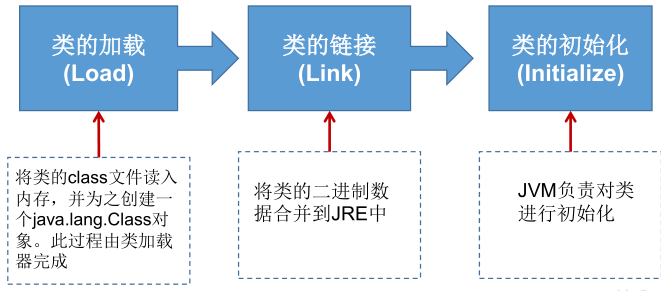 类的加载
(Load)
类的链接
(Link)
类的初始化
(Initialize)
将类的class文件读入
内存，并为之创建一
个java.lang.Class对
象。此过程由类加载
器完成
将类的二进制数
据合并到JRE中
JVM负责对类
进行初始化